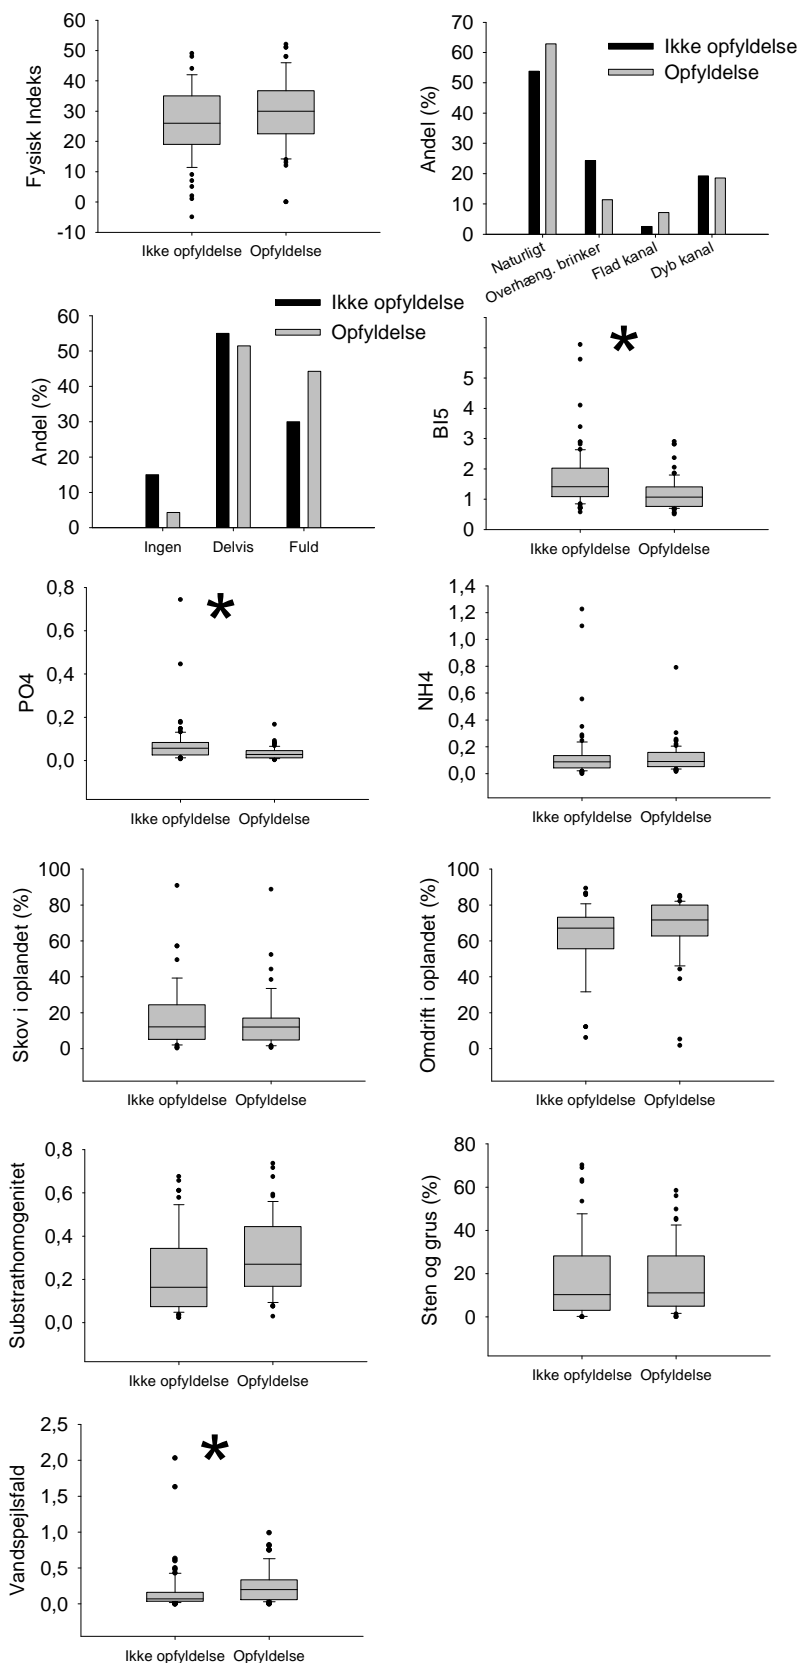 Fysisk Indeks
60
50
40
30
20
10
0
-10
Ikke opfyldelse Opfyldelse
Andel (%)
70
60
50
40
30
20
10
0
Ikke opfyldelse
Opfyldelse
Naturligt
Overhæng. brinker
Flad kanal
Dyb kanal
Andel (%)
60
50
40
30
20
10
0
Ikke opfyldelse
Opfyldelse
Ingen Delvis Fuld
BI5
5
4
3
2
1
0
*
Ikke opfyldelse Opfyldelse
PO4
0,8
0,6
0,4
0,2
0,0
*
Ikke opfyldelse Opfyldelse
NH4
1,4
1,2
1,0
0,8
0,6
0,4
0,2
0,0
Ikke opfyldelse Opfyldelse
Skov i oplandet (%)
100
80
60
40
20
0
Ikke opfyldelse Opfyldelse
Omdrift i oplandet (%)
100
80
60
40
20
0
Ikke opfyldelse Opfyldelse
Substrathomogenitet
0,8
0,6
0,4
0,2
0,0
Ikke opfyldelse Opfyldelse
Sten og grus (%)
80
60
40
20
0
Ikke opfyldelse Opfyldelse
Vandspejlsfald
2,5
2,0
1,5
1,0
0,5
0,0
*
Ikke opfyldelse Opfyldelse